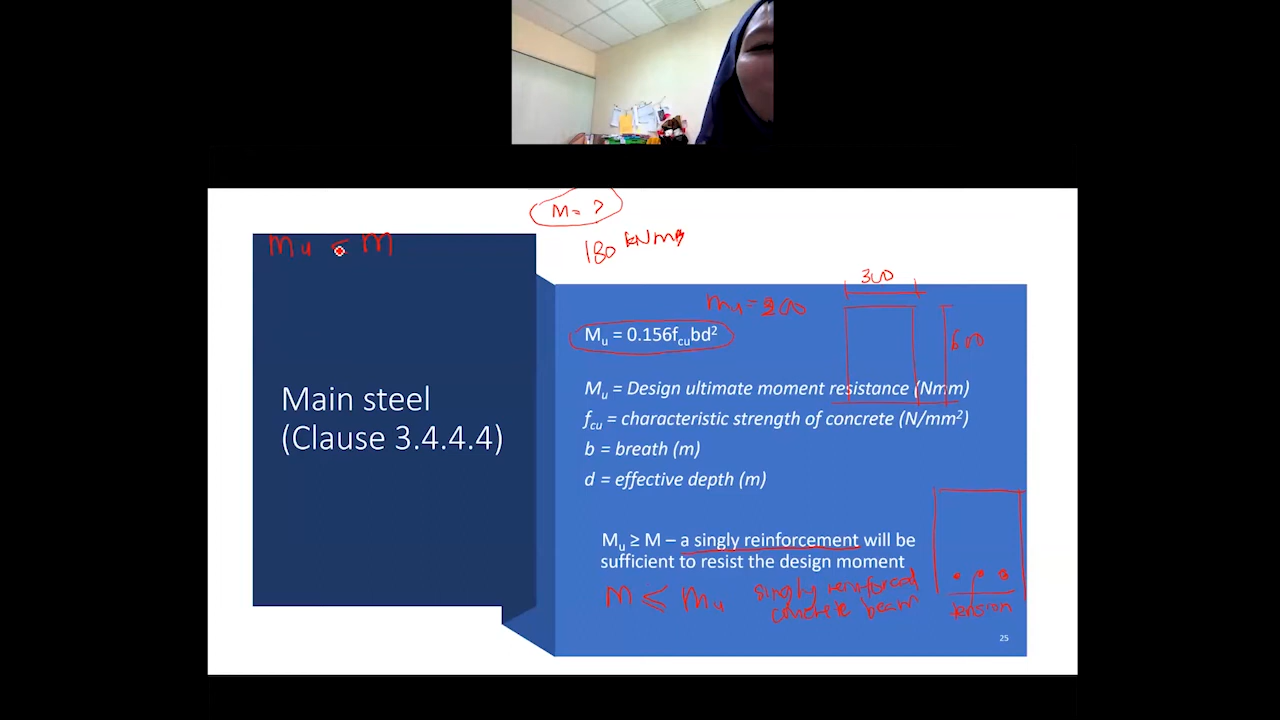 M = ?
180 kNm
Mu < M
300
Mu = 200
Mu = 0.156fcubd²
600
Mu = Design ultimate moment resistance (Nmm)
Main steel
(Clause 3.4.4.4)
fcu = characteristic strength of concrete (N/mm²)
b = breath (m)
d = effective depth (m)
Mu ≥ M – a singly reinforcement will be
sufficient to resist the design moment
M ≤ Mu
singly reinforced
concrete beam
tension
25